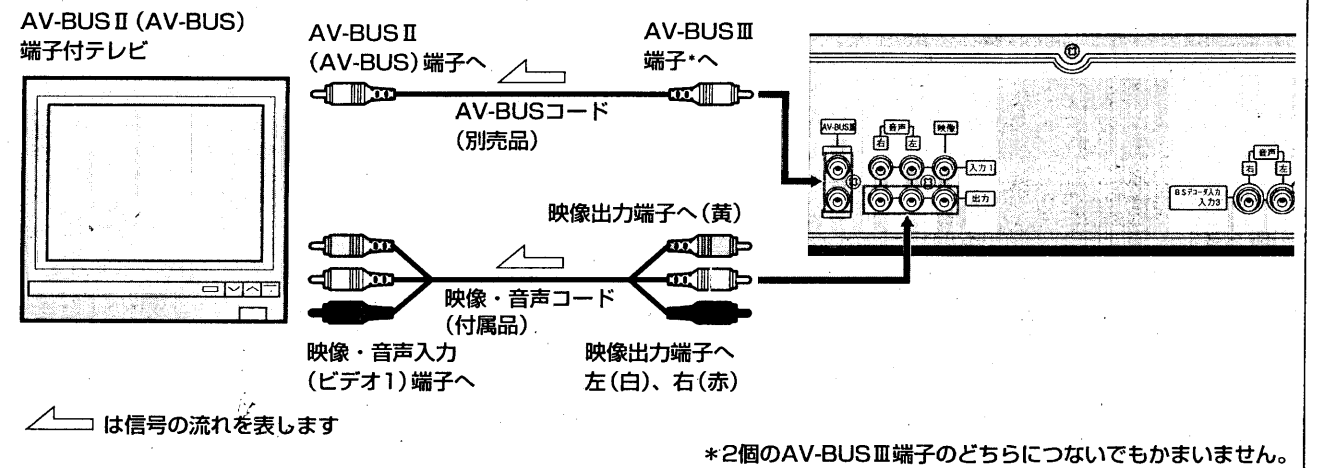 AV-BUSⅡ(AV-BUS)
端子付テレビ
AV-BUSⅡ
(AV-BUS)端子へ
AV-BUSⅢ
端子*へ
AV-BUSコード
(別売品)
AV-BUSⅢ
音声
映像
右
左
入力1
出力
音声
右
左
BSデコーダ入力
入力3
映像出力端子へ(黄)
映像・音声コード
(付属品)
映像・音声入力
(ビデオ1)端子へ
映像出力端子へ
左(白)、右(赤)
は信号の流れを表します
*2個のAV-BUSⅢ端子のどちらにつないでもかまいません。